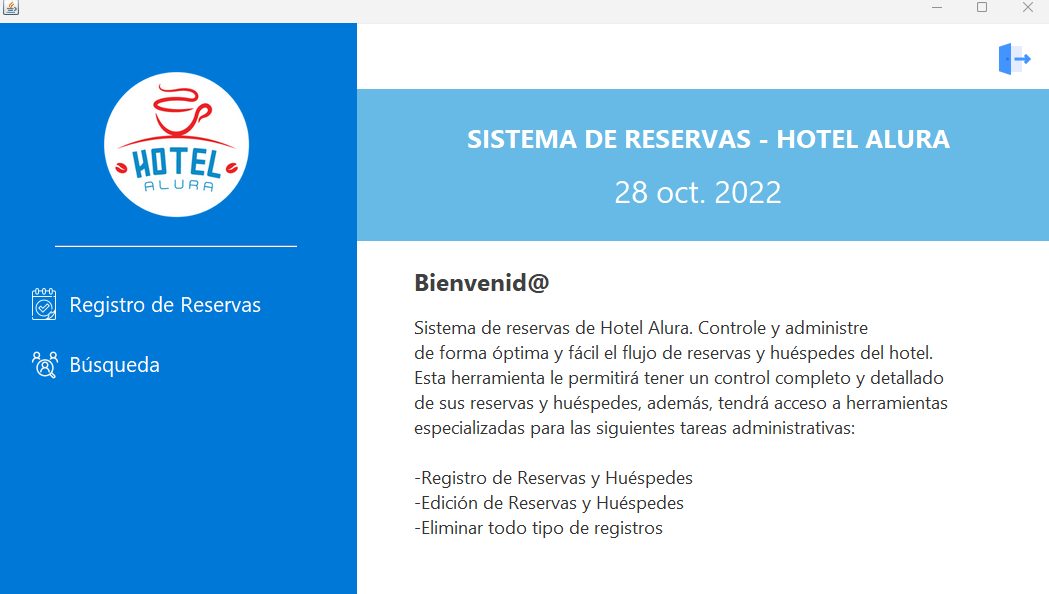 HOTEL
ALURA
Registro de Reservas
Búsqueda
SISTEMA DE RESERVAS - HOTEL ALURA
28 oct. 2022
Bienvenid@
Sistema de reservas de Hotel Alura. Controle y administre
de forma óptima y fácil el flujo de reservas y huéspedes del hotel.
Esta herramienta le permitirá tener un control completo y detallado
de sus reservas y huéspedes, además, tendrá acceso a herramientas
especializadas para las siguientes tareas administrativas:
-Registro de Reservas y Huéspedes
-Edición de Reservas y Huéspedes
-Eliminar todo tipo de registros